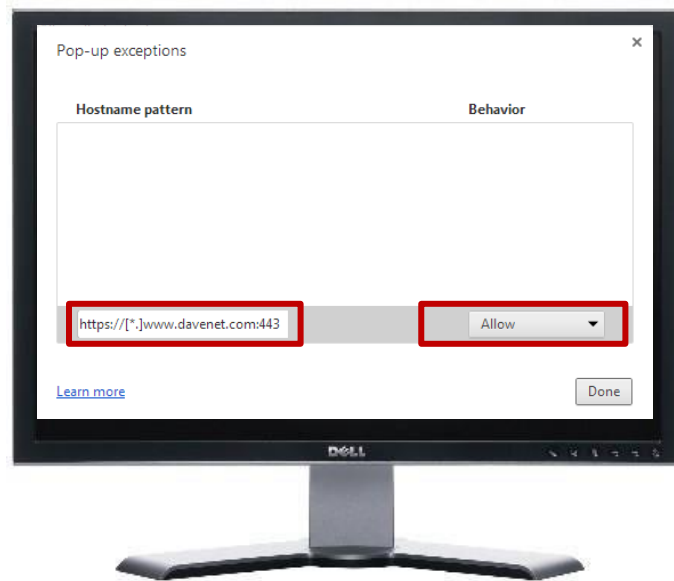 Pop-up exceptions
×
Hostname pattern
Behavior
https://[*.]www.davenet.com:443
Allow
Learn more
Done
DELL